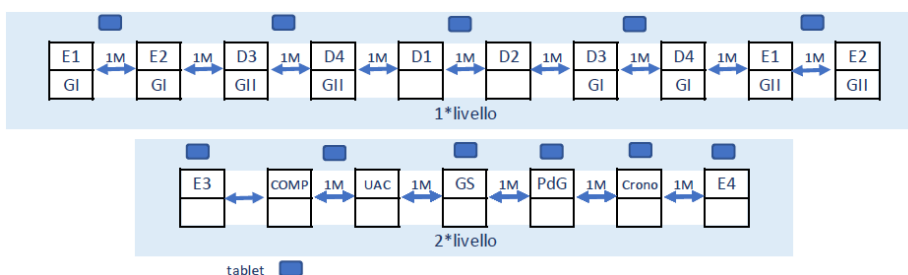 E1 1M E2 1M D3 1M D4 1M D1 1M D2 1M D3 1M D4 1M E1 1M E2
GI GI GII GII GI GI GII GII
1*livello
E3 COMP 1M UAC 1M GS 1M PdG 1M Crono 1M E4
2*livello
tablet